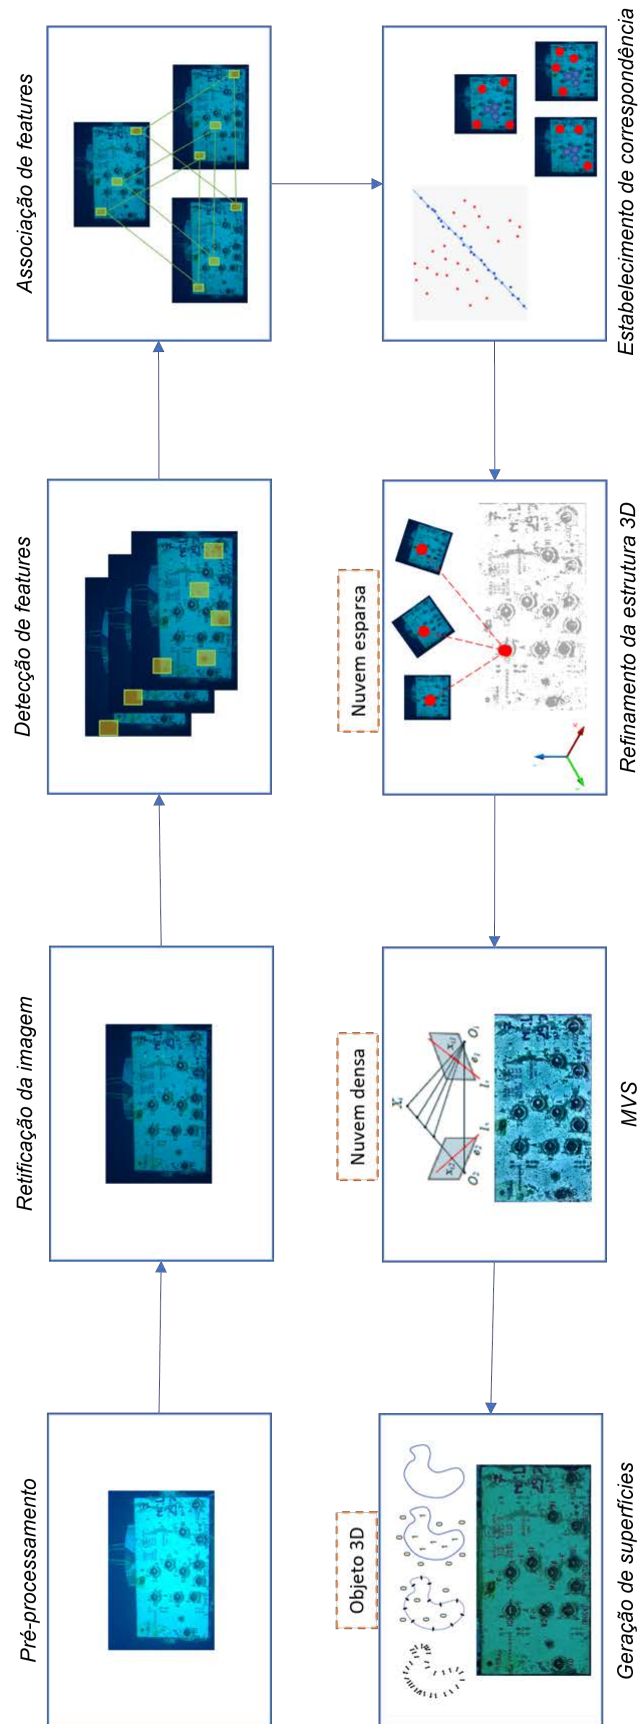 Pré-processamento
Retificação da imagem
Detecção de features
Associação de features
Objeto 3D
Nuvem densa
Nuvem esparsa
Geração de superfícies
MVS
Refinamento da estrutura 3D
Estabelecimento de correspondência